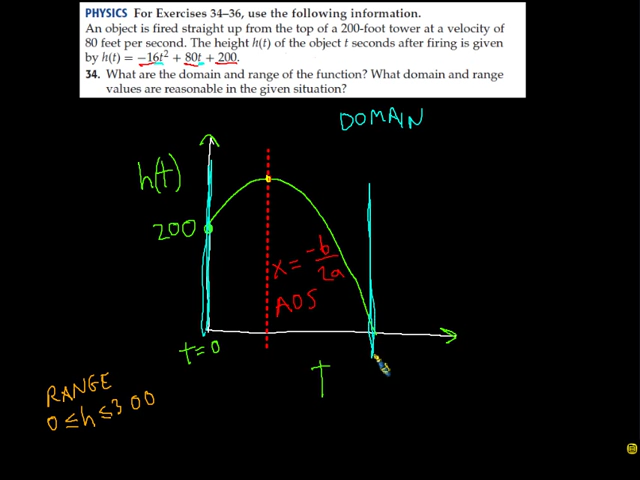 PHYSICS For Exercises 34–36, use the following information.
An object is fired straight up from the top of a 200-foot tower at a velocity of
80 feet per second. The height h(t) of the object t seconds after firing is given
by h(t) = −16t² + 80t + 200.
34. What are the domain and range of the function? What domain and range
values are reasonable in the given situation?
DOMAIN
h(t)
200
x = -b/2a
AOS
t=0
T
RANGE
0 ≤ h ≤ 300